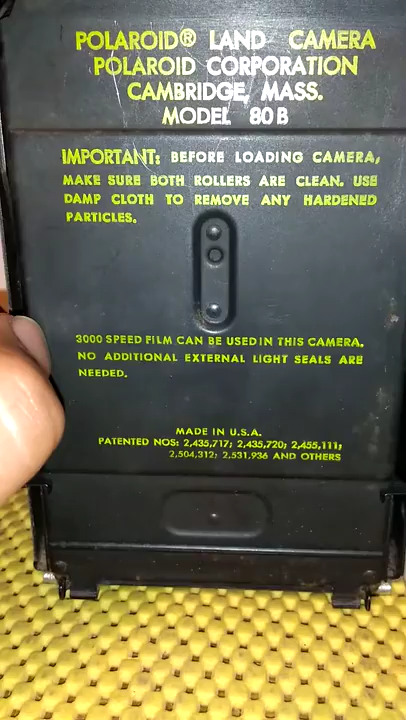 POLAROID® LAND CAMERA
POLAROID CORPORATION
CAMBRIDGE, MASS.
MODEL 80B
IMPORTANT: BEFORE LOADING CAMERA,
MAKE SURE BOTH ROLLERS ARE CLEAN. USE
DAMP CLOTH TO REMOVE ANY HARDENED
PARTICLES.
3000 SPEED FILM CAN BE USED IN THIS CAMERA.
NO ADDITIONAL EXTERNAL LIGHT SEALS ARE
NEEDED.
MADE IN U.S.A.
PATENTED NOS: 2,435,717; 2,435,720; 2,455,111;
2,504,312; 2,531,936 AND OTHERS